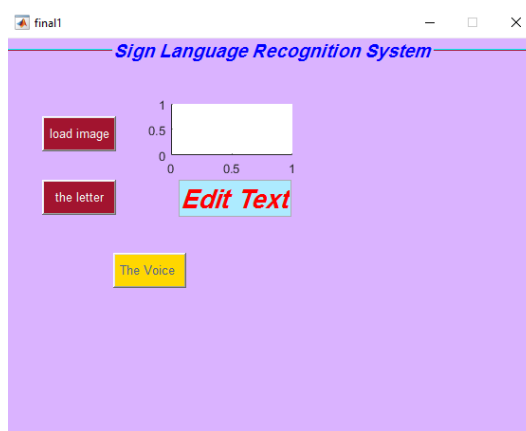 final1
Sign Language Recognition System
load image
1
0.5
0
0 0.5 1
the letter
Edit Text
The Voice